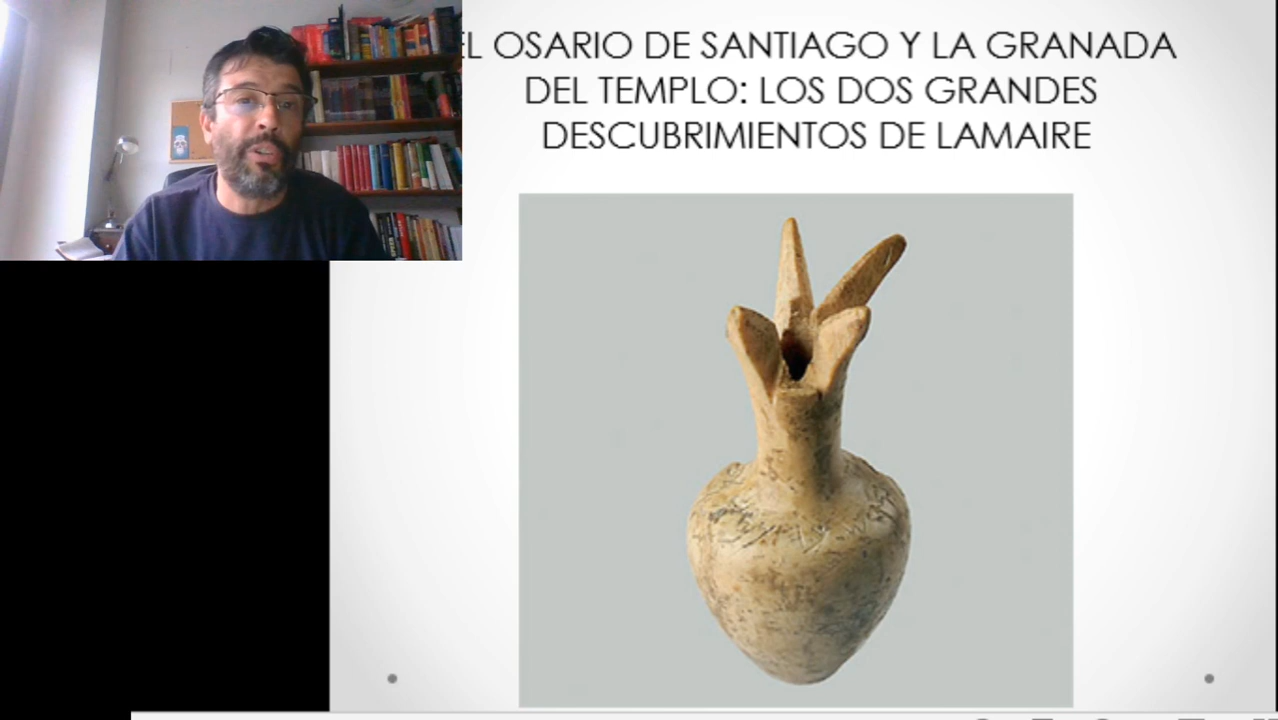 EL OSARIO DE SANTIAGO Y LA GRANADA
DEL TEMPLO: LOS DOS GRANDES
DESCUBRIMIENTOS DE LAMAIRE